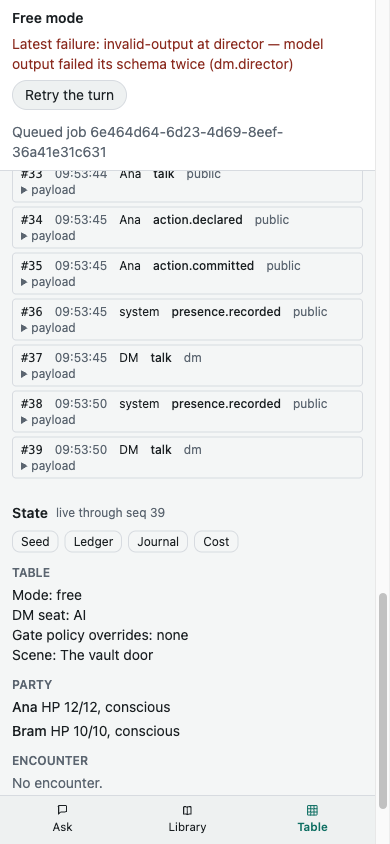 Free mode
Latest failure: invalid-output at director — model
output failed its schema twice (dm.director)
Retry the turn
Queued job 6e464d64-6d23-4d69-8eef-
36a41e31c631
#33 09:53:44 Ana talk public
payload
#34 09:53:45 Ana action.declared public
payload
#35 09:53:45 Ana action.committed public
payload
#36 09:53:45 system presence.recorded public
payload
#37 09:53:45 DM talk dm
payload
#38 09:53:50 system presence.recorded public
payload
#39 09:53:50 DM talk dm
payload
State live through seq 39
Seed Ledger Journal Cost
TABLE
Mode: free
DM seat: AI
Gate policy overrides: none
Scene: The vault door
PARTY
Ana HP 12/12, conscious
Bram HP 10/10, conscious
ENCOUNTER
No encounter.
Ask Library Table